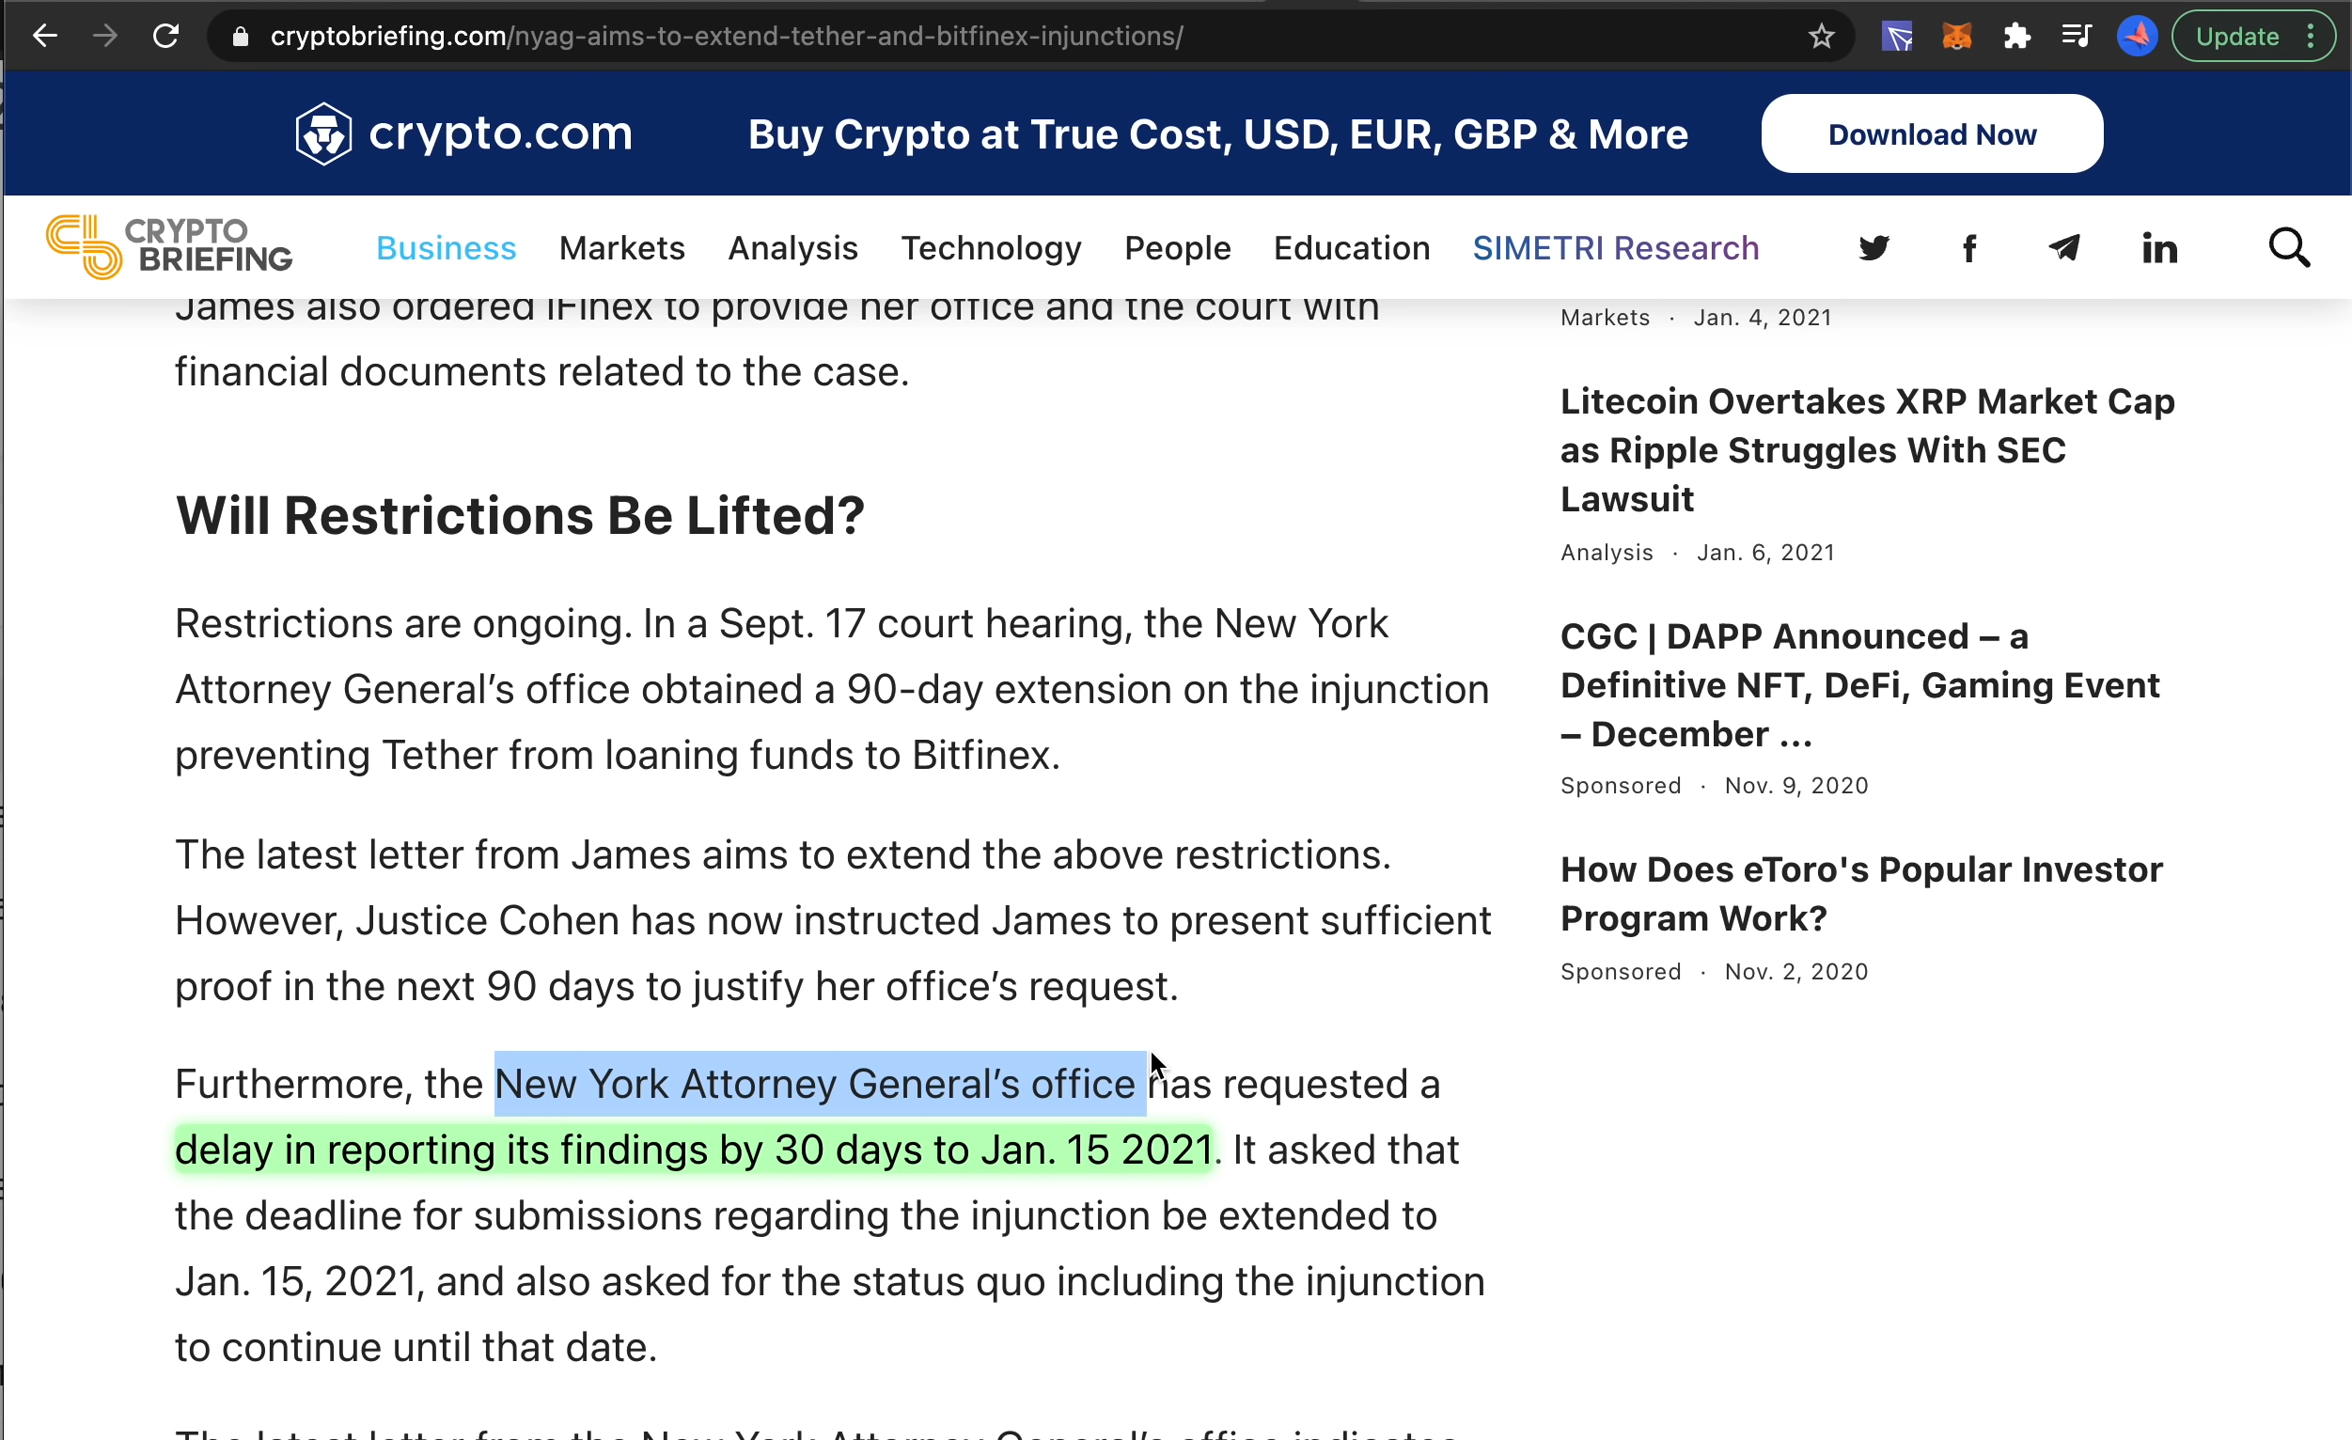 cryptobriefing.com/nyag-aims-to-extend-tether-and-bitfinex-injunctions/
Update
crypto.com
Buy Crypto at True Cost, USD, EUR, GBP & More
Download Now
CRYPTO
BRIEFING
Business
Markets
Analysis
Technology
People
Education
SIMETRI Research
James also ordered iFinex to provide her office and the court with
financial documents related to the case.
Will Restrictions Be Lifted?
Restrictions are ongoing. In a Sept. 17 court hearing, the New York
Attorney General’s office obtained a 90-day extension on the injunction
preventing Tether from loaning funds to Bitfinex.
The latest letter from James aims to extend the above restrictions.
However, Justice Cohen has now instructed James to present sufficient
proof in the next 90 days to justify her office’s request.
Furthermore, the New York Attorney General’s office has requested a
delay in reporting its findings by 30 days to Jan. 15 2021. It asked that
the deadline for submissions regarding the injunction be extended to
Jan. 15, 2021, and also asked for the status quo including the injunction
to continue until that date.
The latest letter from the New York Attorney General’s office indicates
Markets · Jan. 4, 2021
Litecoin Overtakes XRP Market Cap
as Ripple Struggles With SEC
Lawsuit
Analysis · Jan. 6, 2021
CGC | DAPP Announced – a
Definitive NFT, DeFi, Gaming Event
– December ...
Sponsored · Nov. 9, 2020
How Does eToro's Popular Investor
Program Work?
Sponsored · Nov. 2, 2020